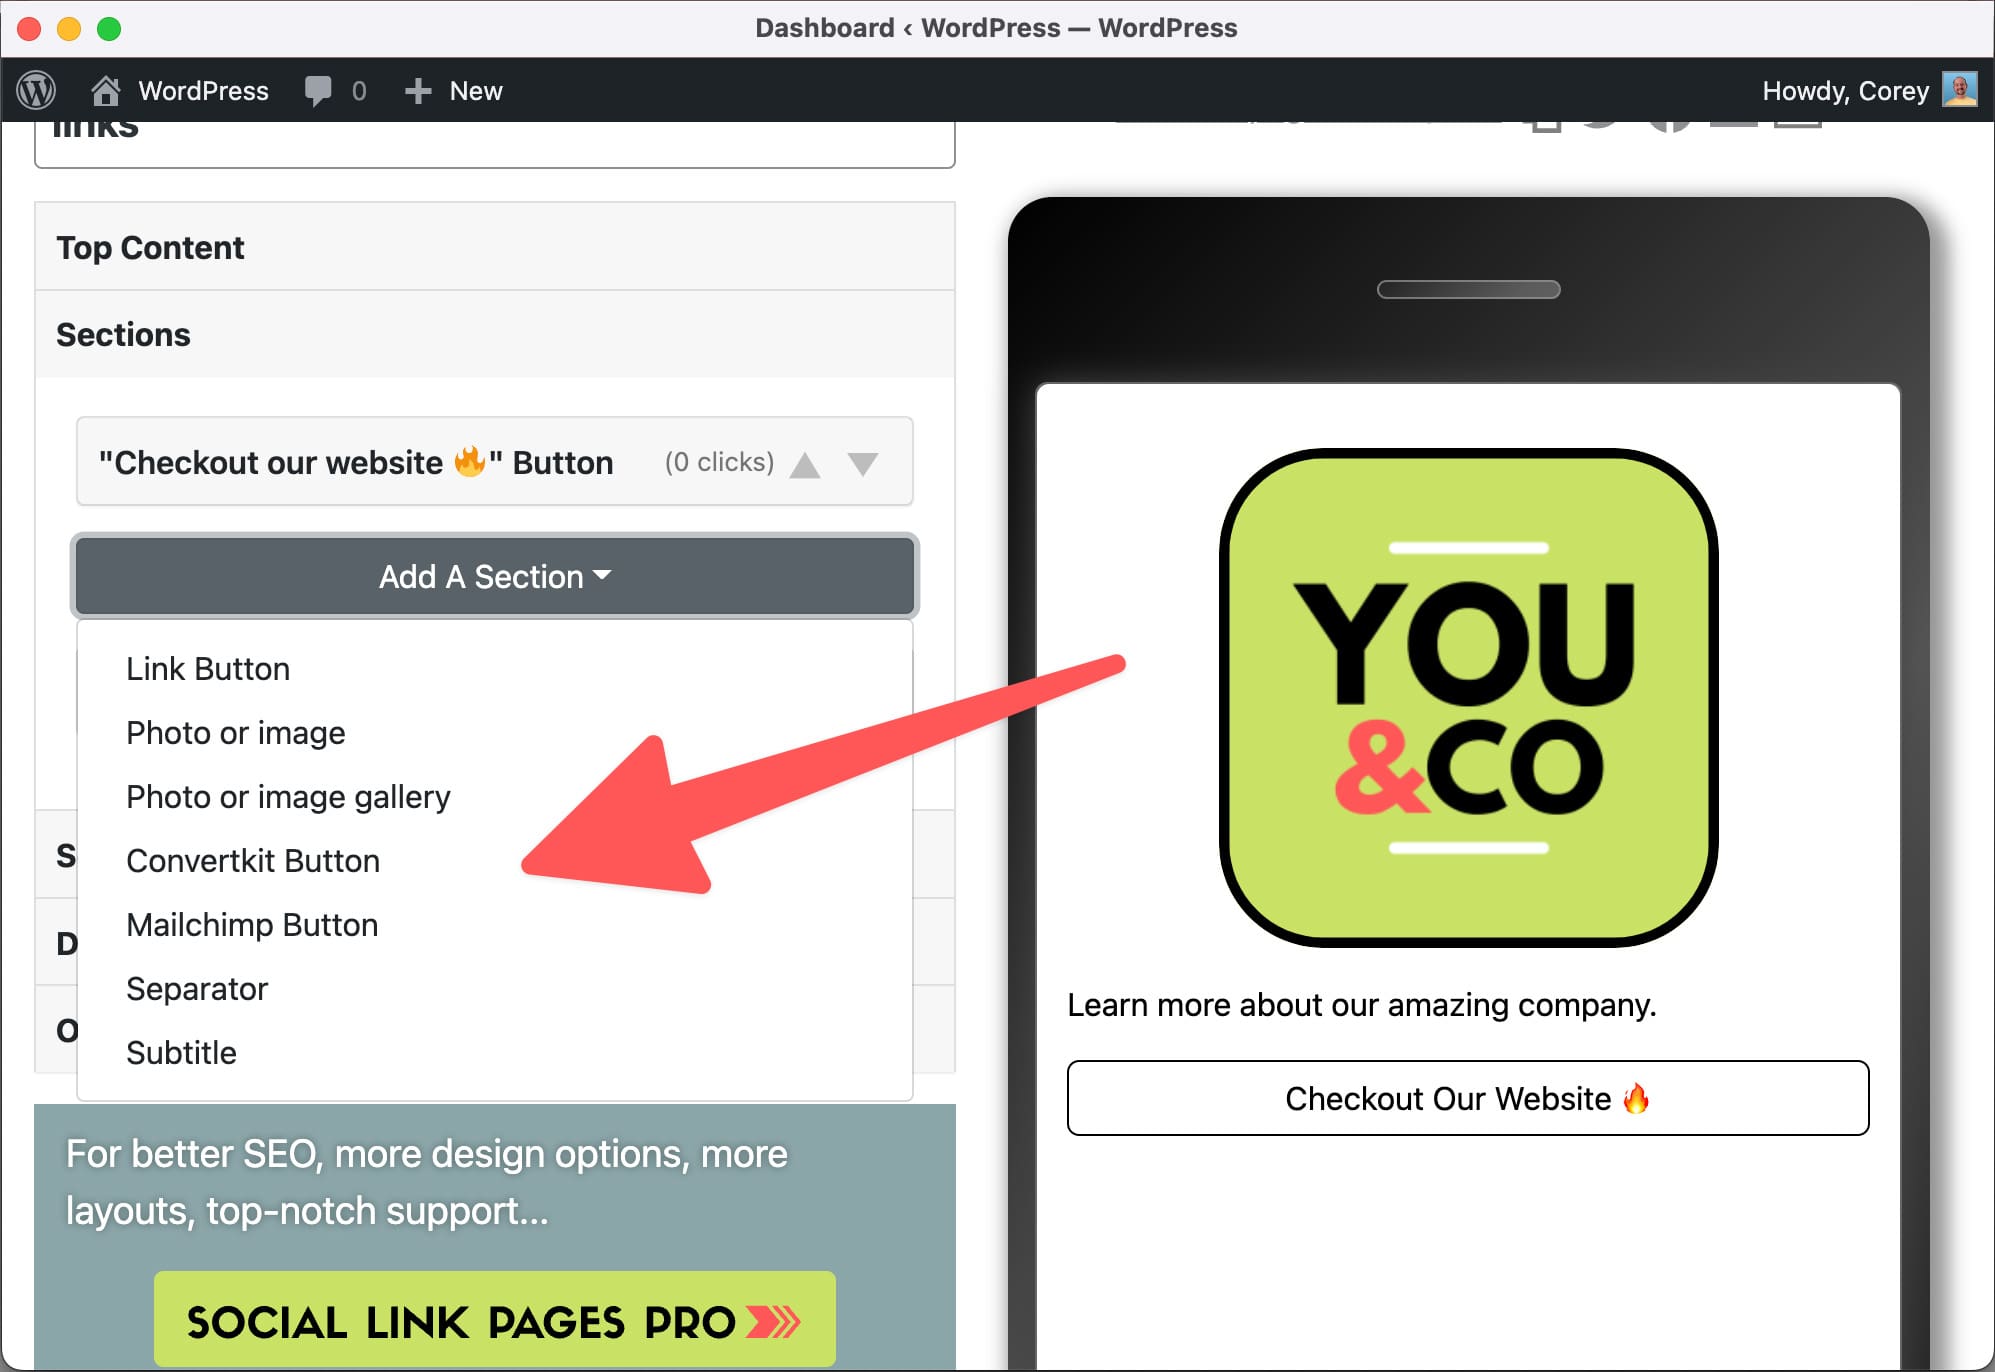 Dashboard ‹ WordPress — WordPress
WordPress 0 New Howdy, Corey
links
Top Content
Sections
"Checkout our website 🔥" Button (0 clicks)
Add A Section
Link Button
Photo or image
Photo or image gallery
Convertkit Button
Mailchimp Button
Separator
Subtitle
S
D
O
For better SEO, more design options, more
layouts, top-notch support...
SOCIAL LINK PAGES PRO
YOU
&CO
Learn more about our amazing company.
Checkout Our Website 🔥